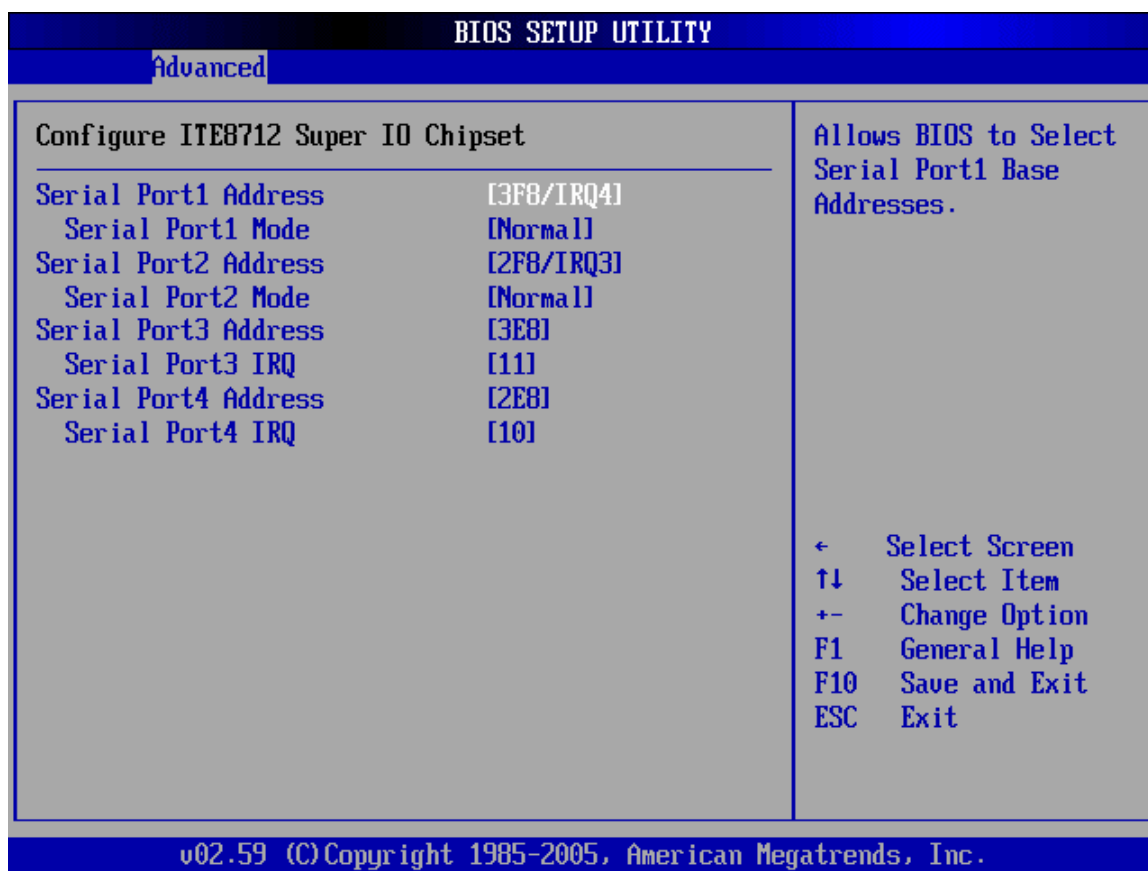 BIOS SETUP UTILITY
Advanced
Configure ITE8712 Super IO Chipset
Serial Port1 Address [3F8/IRQ4]
Serial Port1 Mode [Normal]
Serial Port2 Address [2F8/IRQ3]
Serial Port2 Mode [Normal]
Serial Port3 Address [3E8]
Serial Port3 IRQ [11]
Serial Port4 Address [2E8]
Serial Port4 IRQ [10]
Allows BIOS to Select
Serial Port1 Base
Addresses.
← Select Screen
↑↓ Select Item
+- Change Option
F1 General Help
F10 Save and Exit
ESC Exit
v02.59 (C)Copyright 1985-2005, American Megatrends, Inc.